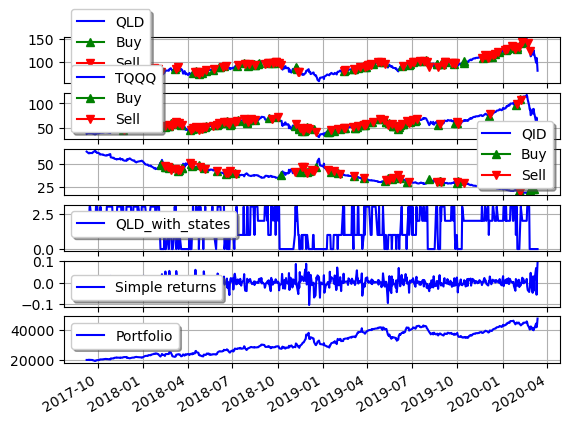 QLD
Buy
Sell
150
100
TQQQ
Buy
Sell
100
50
QID
Buy
Sell
50
25
2.5
0.0
QLD_with_states
0.1
0.0
−0.1
Simple returns
40000
20000
Portfolio
2017-10
2018-01
2018-04
2018-07
2018-10
2019-01
2019-04
2019-07
2019-10
2020-01
2020-04